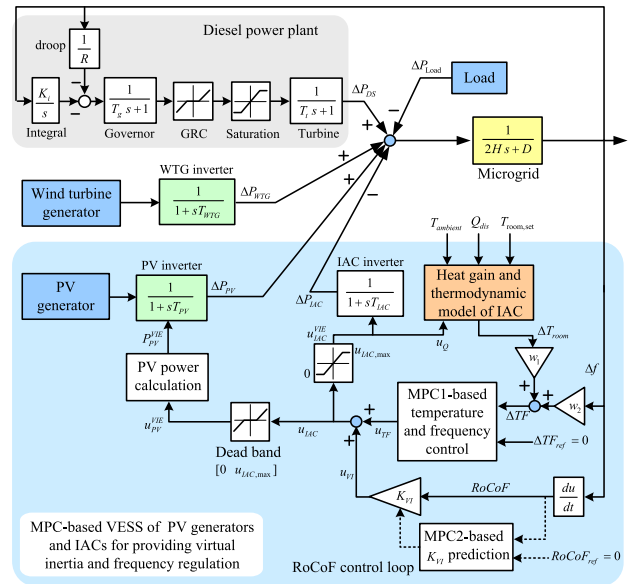 Diesel power plant
droop
1/R
K_i/s
Integral
1/(T_g s+1)
Governor
GRC
Saturation
1/(T_t s+1)
Turbine
ΔP_DS
ΔP_Load
Load
1/(2H s+D)
Microgrid
Wind turbine
generator
WTG inverter
1/(1+sT_WTG)
ΔP_WTG
PV
generator
PV inverter
1/(1+sT_PV)
ΔP_PV
P_PV^VIE
PV power
calculation
u_PV^VIE
Dead band
[0 u_IAC,max]
u_IAC
ΔP_IAC
IAC inverter
1/(1+sT_IAC)
u_IAC^VIE
u_IAC,max
0
u_Q
T_ambient
Q_dis
T_room,set
Heat gain and
thermodynamic
model of IAC
ΔT_room
w_1
Δf
w_2
ΔTF
ΔTF_ref = 0
MPC1-based
temperature
and frequency
control
u_TF
u_VI
K_VI
RoCoF
du/dt
MPC2-based
K_VI prediction
RoCoF_ref = 0
RoCoF control loop
MPC-based VESS of PV generators
and IACs for providing virtual
inertia and frequency regulation